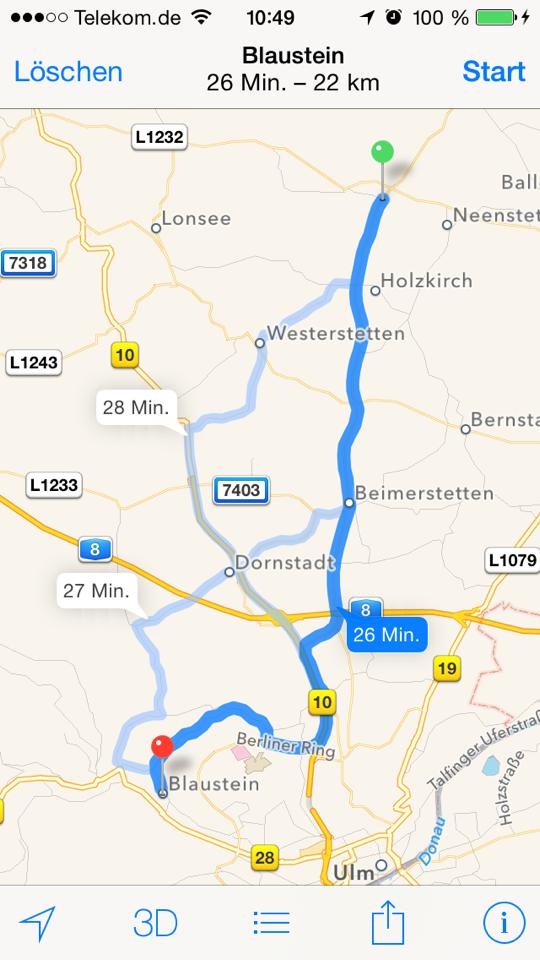 Telekom.de 10:49 100 %
Löschen
Blaustein
26 Min. – 22 km
Start
L1232
Ball
Lonsee
Neenstet
7318
Holzkirch
Westerstetten
10
L1243
28 Min.
Bernsta
L1233
7403
Beimerstetten
8
Dornstadt
L1079
27 Min.
8
26 Min.
19
10
Berliner Ring
Talfinger Uferstraß
Holzstraße
Blaustein
Donau
28
Ulm
3D